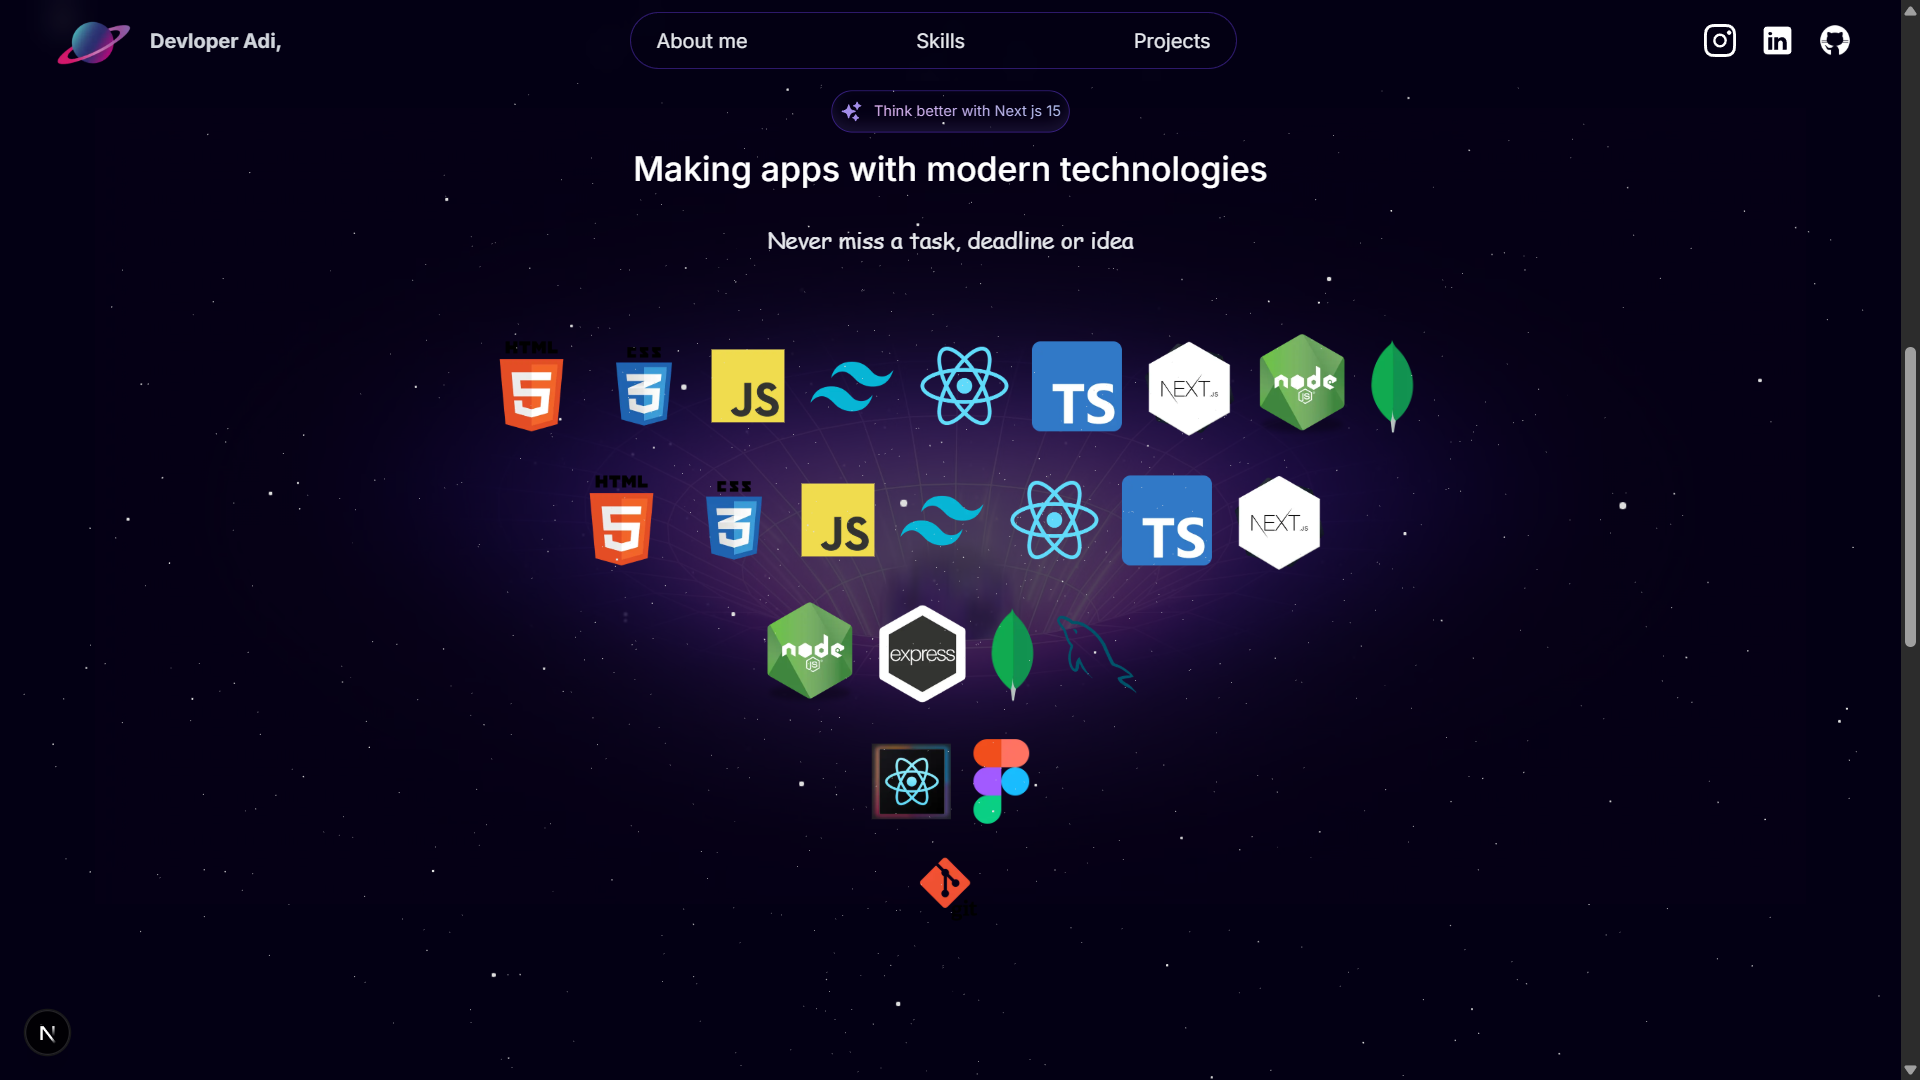 Devloper Adi,
About me
Skills
Projects
Think better with Next js 15
Making apps with modern technologies
Never miss a task, deadline or idea
HTML CSS
5 3 JS TS NEXT.JS node JS
HTML CSS
5 3 JS TS NEXT.JS
node JS express
N